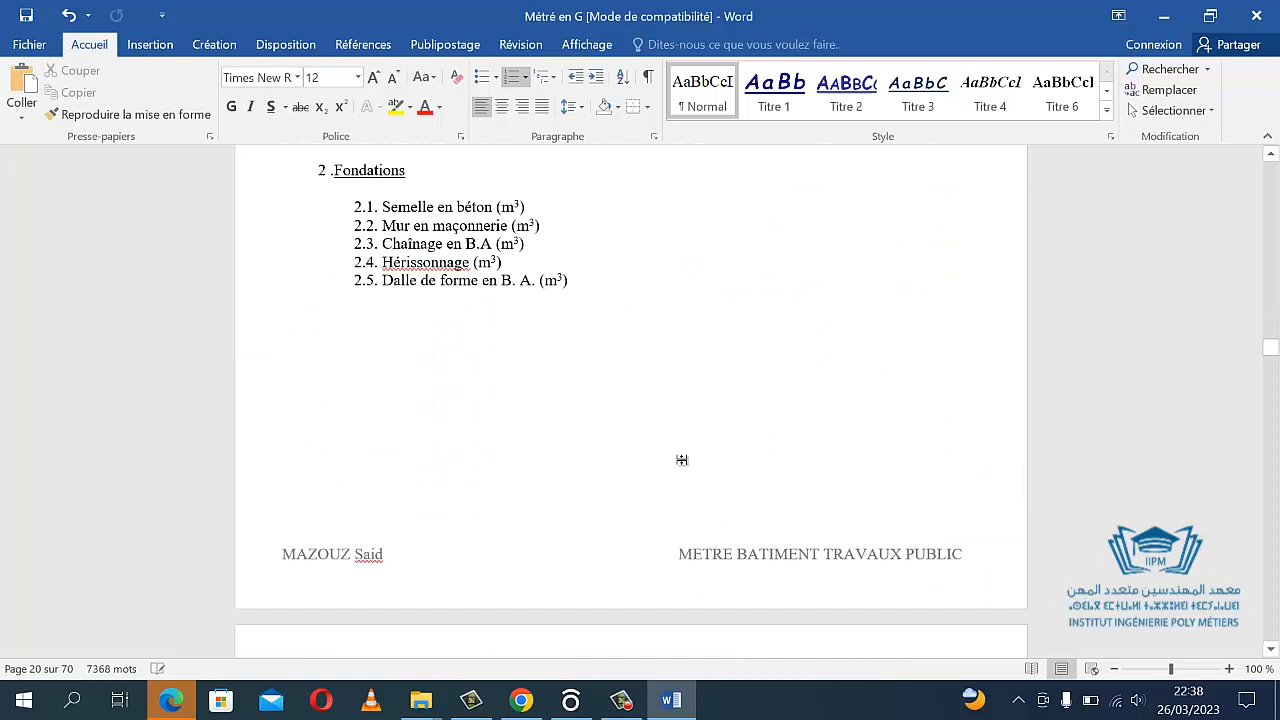 Métré en G [Mode de compatibilité] - Word
Fichier Accueil Insertion Création Disposition Références Publipostage Révision Affichage Dites-nous ce que vous voulez faire.. Connexion Partager
Coller
Couper
Copier
Reproduire la mise en forme
Presse-papiers
Times New R 12
Police
Paragraphe
AaBbCcI AaBb AaBbCc AaBbC AaBbCcI AaBbCcl
¶ Normal Titre 1 Titre 2 Titre 3 Titre 4 Titre 6
Style
Rechercher
Remplacer
Sélectionner
Modification
2 .Fondations
2.1. Semelle en béton (m³)
2.2. Mur en maçonnerie (m³)
2.3. Chaînage en B.A (m³)
2.4. Hérissonnage (m³)
2.5. Dalle de forme en B. A. (m³)
MAZOUZ Said METRE BATIMENT TRAVAUX PUBLIC
IIPM
معهد المهندسين متعدد المهن
INSTITUT INGÉNIERIE POLY MÉTIERS
Page 20 sur 70 7368 mots
100 %
22:38
26/03/2023